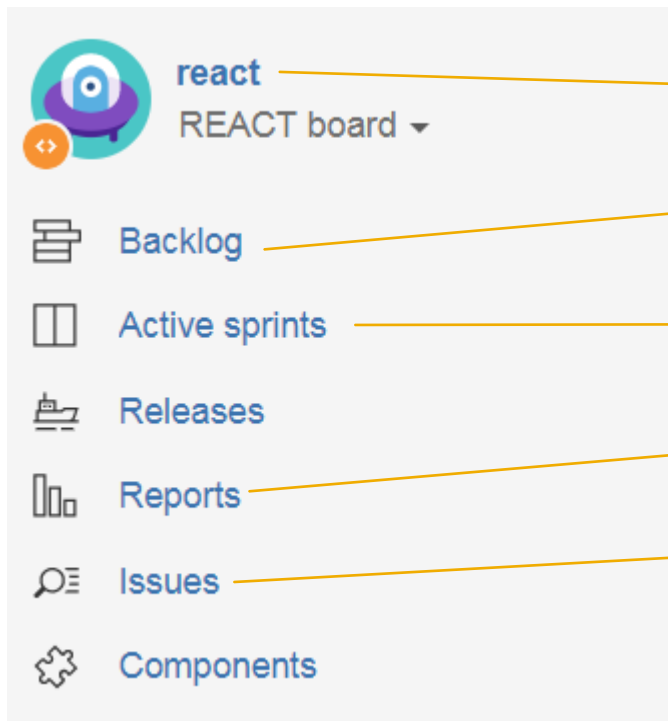 react
REACT board
Backlog
Active sprints
Releases
Reports
Issues
Components